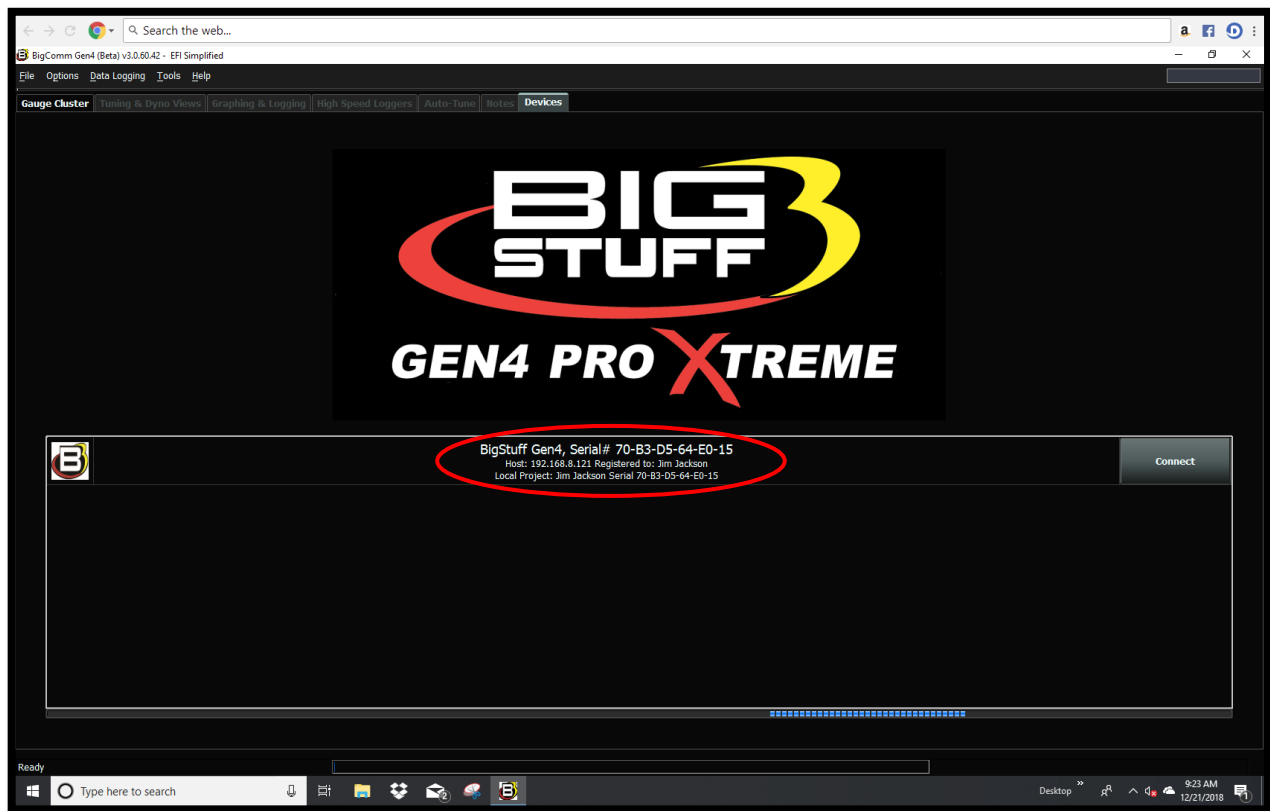 Search the web...
BigComm Gen4 (Beta) v3.0.60.42 - EFI Simplified
File Options Data Logging Tools Help
Gauge Cluster Tuning & Dyno Views Graphing & Logging High Speed Loggers Auto-Tune Notes Devices
BIG 3
STUFF
GEN4 PRO XTREME
BigStuff Gen4, Serial# 70-B3-D5-64-E0-15
Host: 192.168.8.121 Registered to: Jim Jackson
Local Project: Jim Jackson Serial 70-B3-D5-64-E0-15
Connect
Ready
Type here to search
2
Desktop
9:23 AM
12/21/2018
1